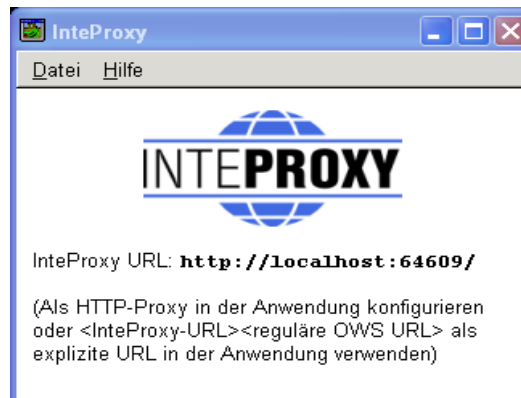 InteProxy
Datei Hilfe
INTEPROXY
InteProxy URL: http://localhost:64609/
(Als HTTP-Proxy in der Anwendung konfigurieren
oder <InteProxy-URL><reguläre OWS URL> als
explizite URL in der Anwendung verwenden)